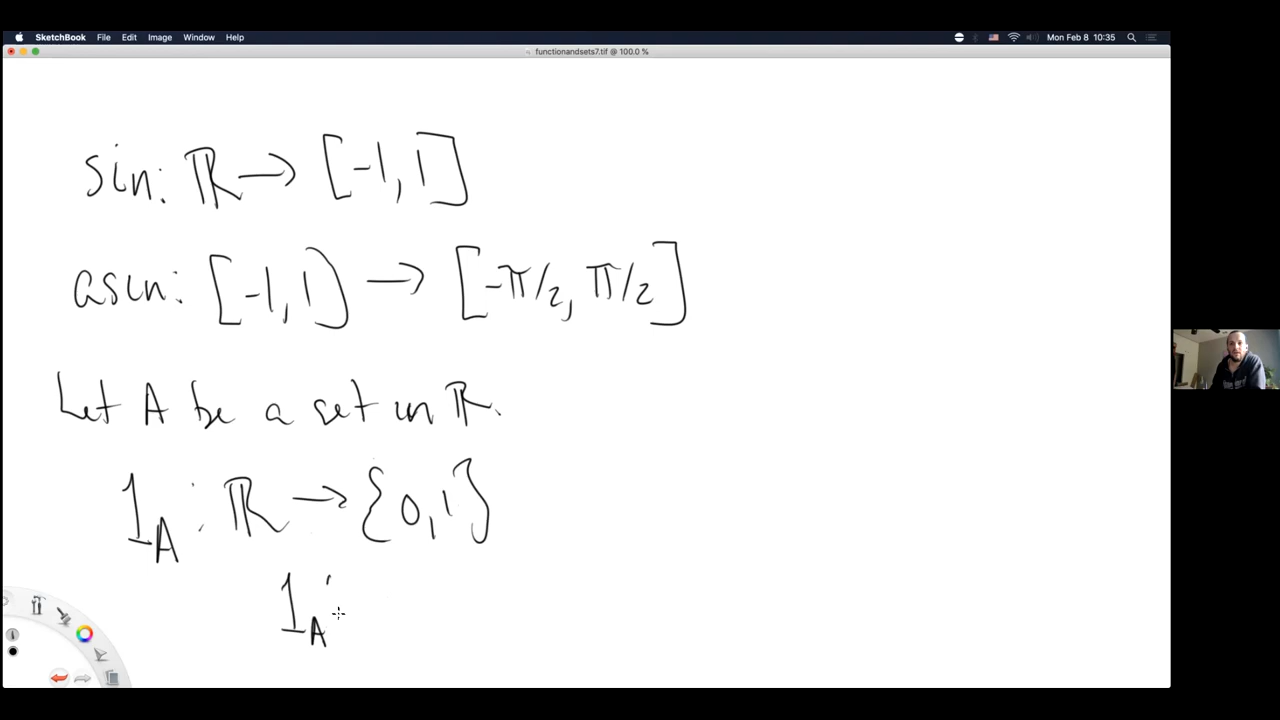 SketchBook File Edit Image Window Help Mon Feb 8 10:35
functionandsets7.tif @ 100.0 %
sin: ℝ → [-1, 1]
asin: [-1, 1) → [-π/2, π/2]
Let A be a set in ℝ.
1_A : ℝ → {0, 1}
1_A